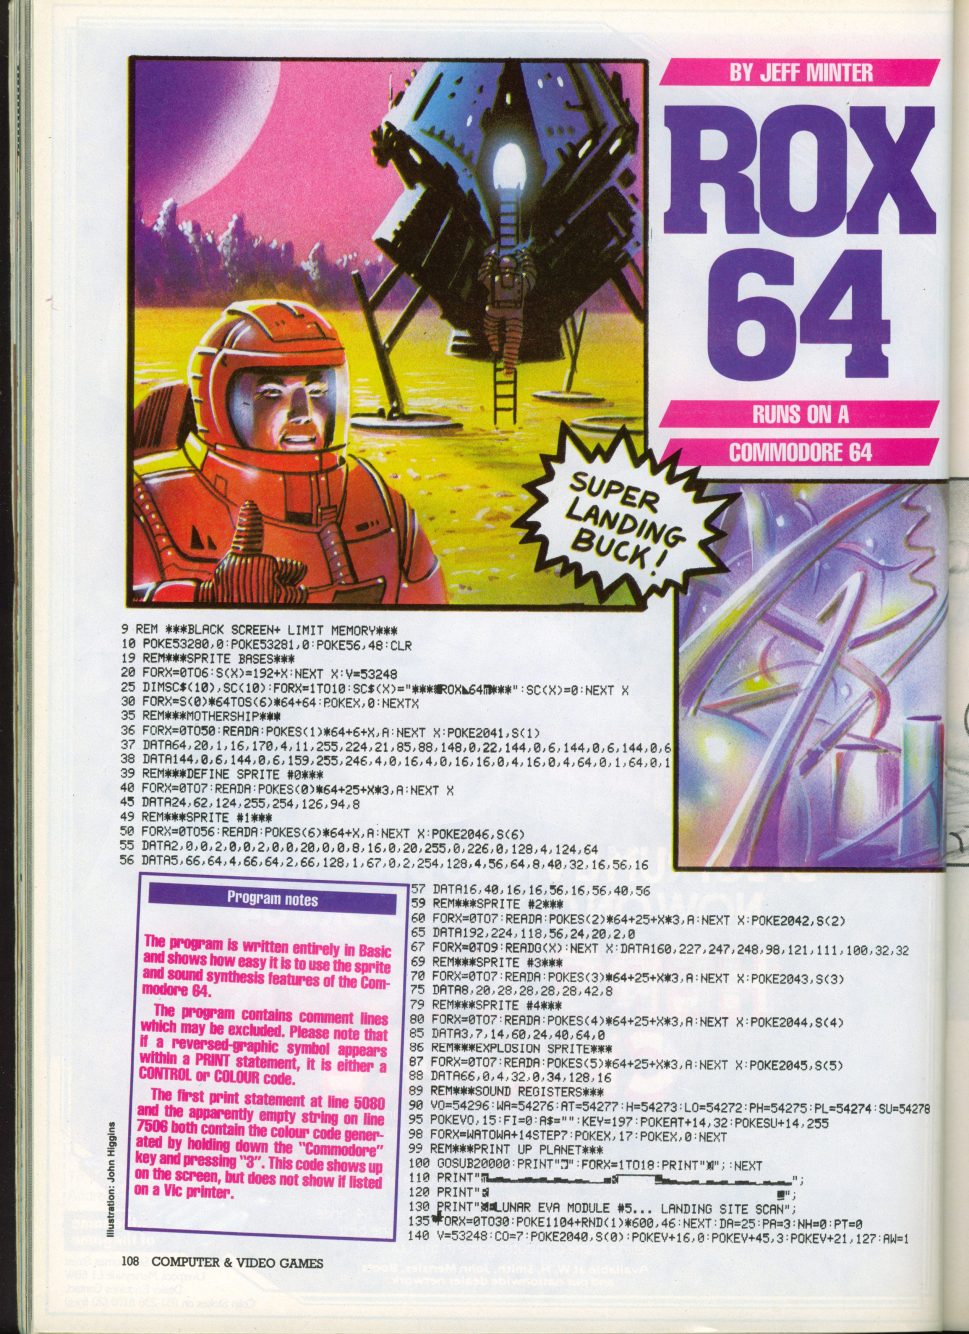 BY JEFF MINTER
ROX
64
RUNS ON A
COMMODORE 64
SUPER
LANDING
BUCK!
9 REM ***BLACK SCREEN+ LIMIT MEMORY***
10 POKE53280,0:POKE53281,0:POKE56,48:CLR
19 REM***SPRITE BASES***
20 FORX=0TO6:S(X)=192+X:NEXT X:V=53248
25 DIMSC$(10),SC(10):FORX=1TO10:SC$(X)="***ROX 64***":SC(X)=0:NEXT X
30 FORX=S(0)*64TOS(6)*64+64:POKEX,0:NEXTX
35 REM***MOTHERSHIP***
36 FORX=0TO50:READA:POKES(1)*64+6+X,A:NEXT X:POKE2041,S(1)
37 DATA64,20,1,16,170,4,11,255,224,21,85,88,148,0,22,144,0,6,144,0,6,144,0,6
38 DATA144,0,6,144,0,6,159,255,246,4,0,16,4,0,16,16,0,4,16,0,4,64,0,1,64,0,1
39 REM***DEFINE SPRITE #0***
40 FORX=0TO7:READA:POKES(0)*64+25+X*3,A:NEXT X
45 DATA24,62,124,255,254,126,94,8
49 REM***SPRITE #1***
50 FORX=0TO56:READA:POKES(6)*64+X,A:NEXT X:POKE2046,S(6)
55 DATA2,0,0,2,0,0,2,0,0,20,0,0,8,16,0,20,255,0,226,0,128,4,124,64
56 DATA5,66,64,4,66,64,2,66,128,1,67,0,2,254,128,4,56,64,8,40,32,16,56,16
57 DATA16,40,16,16,56,16,56,40,56
59 REM***SPRITE #2***
60 FORX=0TO7:READA:POKES(2)*64+25+X*3,A:NEXT X:POKE2042,S(2)
65 DATA192,224,118,56,24,20,2,0
67 FORX=0TO9:READG(X):NEXT X:DATA160,227,247,248,98,121,111,100,32,32
69 REM***SPRITE #3***
70 FORX=0TO7:READA:POKES(3)*64+25+X*3,A:NEXT X:POKE2043,S(3)
75 DATA8,20,28,28,28,28,42,8
79 REM***SPRITE #4***
80 FORX=0TO7:READA:POKES(4)*64+25+X*3,A:NEXT X:POKE2044,S(4)
85 DATA3,7,14,60,24,40,64,0
86 REM***EXPLOSION SPRITE***
87 FORX=0TO7:READA:POKES(5)*64+25+X*3,A:NEXT X:POKE2045,S(5)
88 DATA66,0,4,32,0,34,128,16
89 REM***SOUND REGISTERS***
90 VO=54296:WA=54276:AT=54277:H=54273:LO=54272:PH=54275:PL=54274:SU=54278
95 POKEVO,15:FI=0:A$="":KEY=197:POKEAT+14,32:POKESU+14,255
98 FORX=WATOWA+14STEP7:POKEX,17:POKEX,0:NEXT
99 REM***PRINT UP PLANET***
100 GOSUB20000:PRINT"":FORX=1TO18:PRINT"";:NEXT
110 PRINT"";
120 PRINT"";
130 PRINT"LUNAR EVA MODULE #5... LANDING SITE SCAN";
135 FORX=0TO30:POKE1104+RND(1)*600,46:NEXT:DA=25:PA=3:NH=0:PT=0
140 V=53248:CO=7:POKE2040,S(0):POKEV+16,0:POKEV+45,3:POKEV+21,127:AW=1
Program notes
The program is written entirely in Basic
and shows how easy it is to use the sprite
and sound synthesis features of the Com-
modore 64.
The program contains comment lines
which may be excluded. Please note that
if a reversed-graphic symbol appears
within a PRINT statement, it is either a
CONTROL or COLOUR code.
The first print statement at line 5080
and the apparently empty string on line
7506 both contain the colour code gener-
ated by holding down the "Commodore"
key and pressing "3". This code shows up
on the screen, but does not show if listed
on a Vic printer.
Illustration: John Higgins
108 COMPUTER & VIDEO GAMES